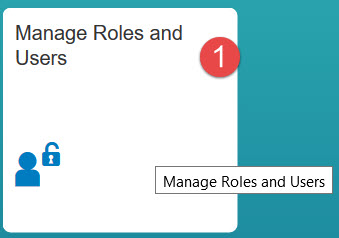 Manage Roles and
Users
1
Manage Roles and Users